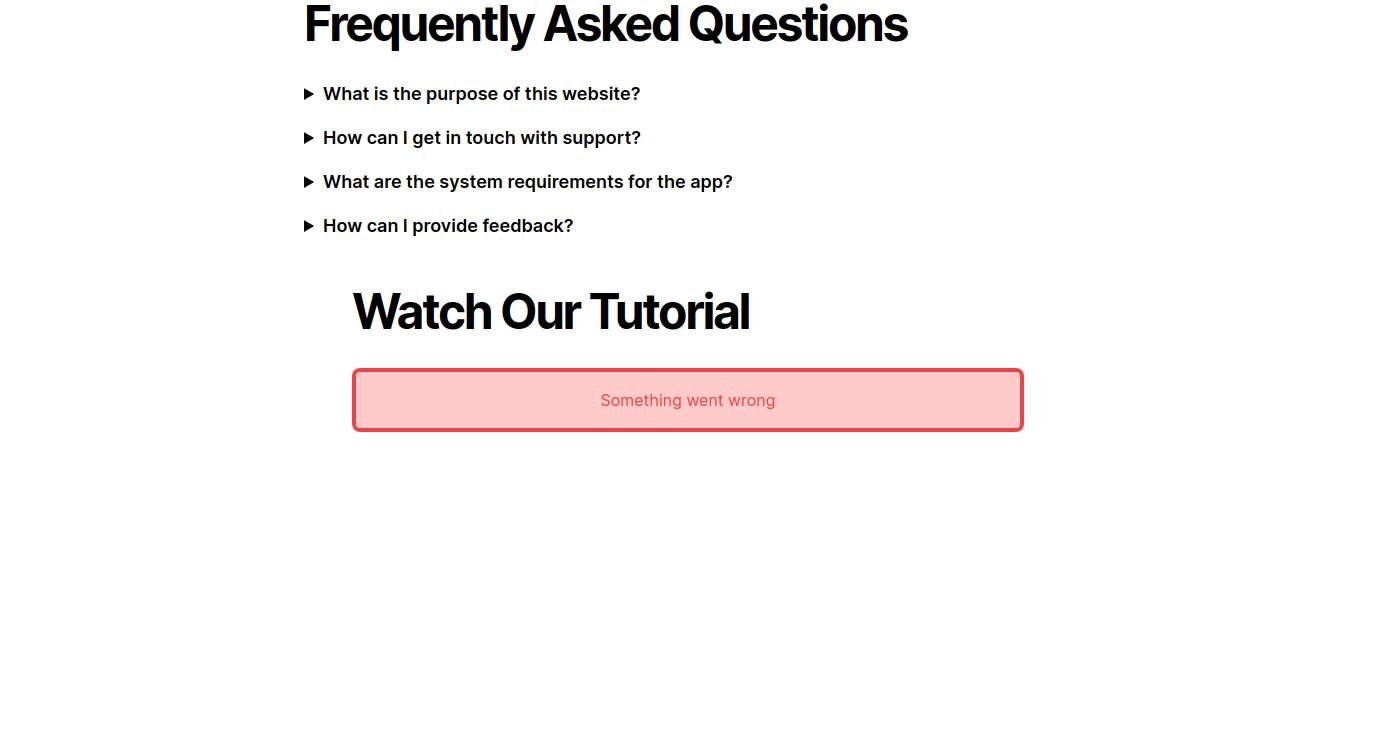 Frequently Asked Questions
What is the purpose of this website?
How can I get in touch with support?
What are the system requirements for the app?
How can I provide feedback?
Watch Our Tutorial
Something went wrong